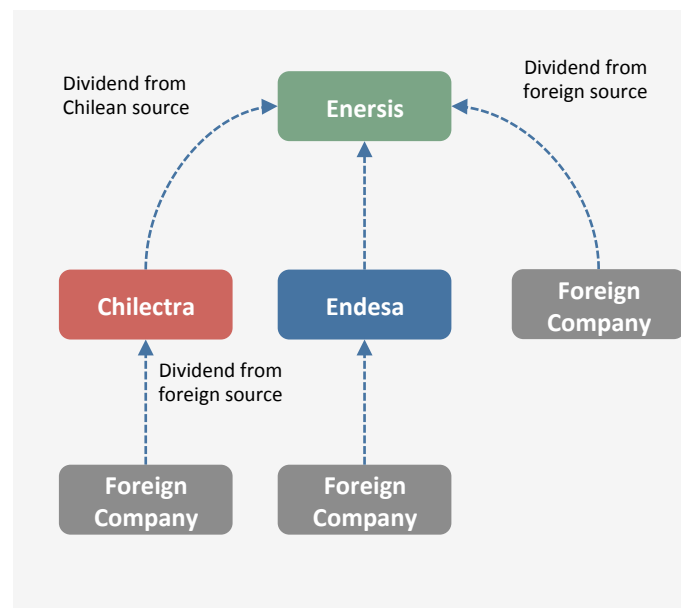 Dividend from
Chilean source
Enersis
Dividend from
foreign source
Chilectra
Endesa
Foreign
Company
Dividend from
foreign source
Foreign
Company
Foreign
Company